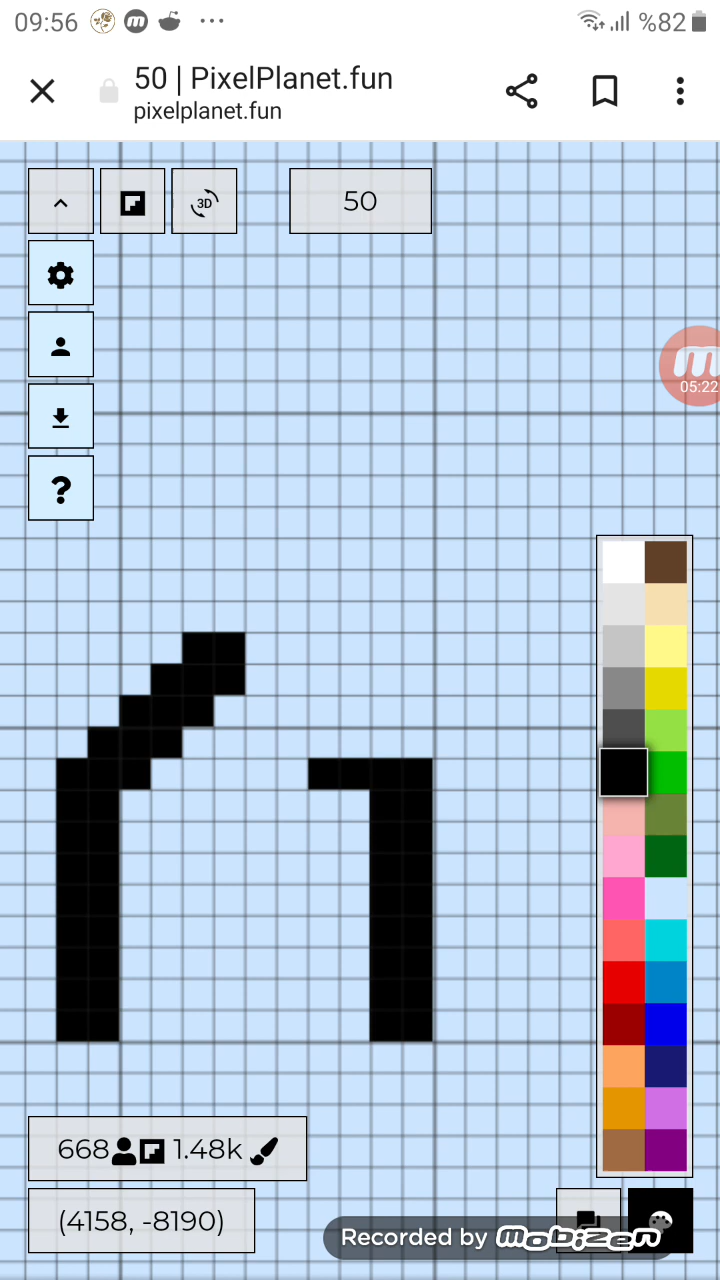 09:56 %82
50 | PixelPlanet.fun
pixelplanet.fun
3D
50
05:22
?
668 1.48k
(4158, -8190)
Recorded by mobizen